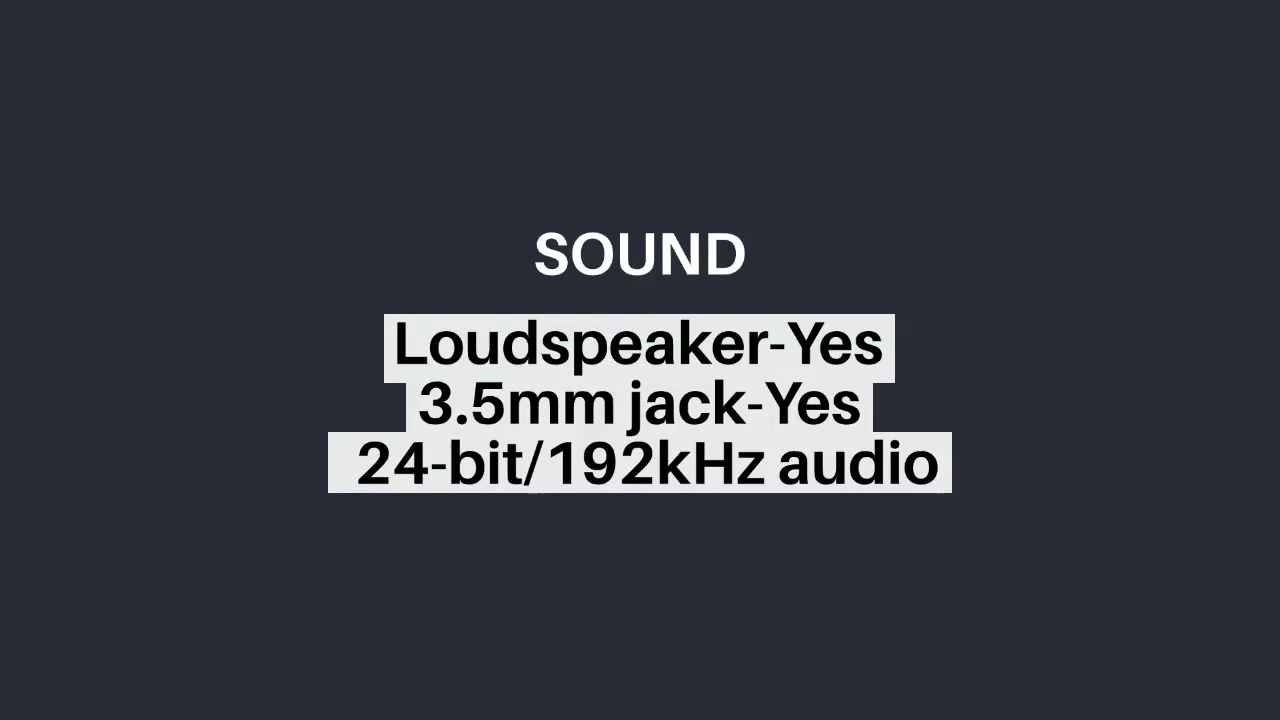 SOUND
Loudspeaker-Yes
3.5mm jack-Yes
24-bit/192kHz audio